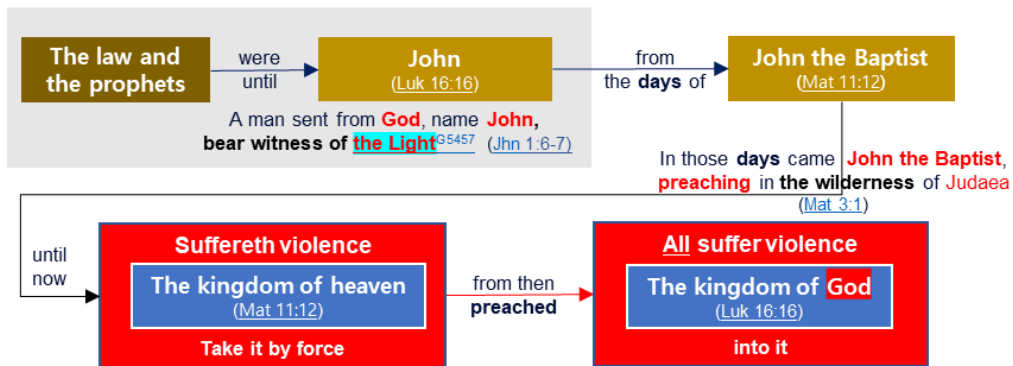 The law and
the prophets
were
until
John
(Luk 16:16)
from
the days of
John the Baptist
(Mat 11:12)
A man sent from God, name John,
bear witness of the LightG5457 (Jhn 1:6-7)
In those days came John the Baptist,
preaching in the wilderness of Judaea
(Mat 3:1)
until
now
Suffereth violence
The kingdom of heaven
(Mat 11:12)
Take it by force
from then
preached
All suffer violence
The kingdom of God
(Luk 16:16)
into it